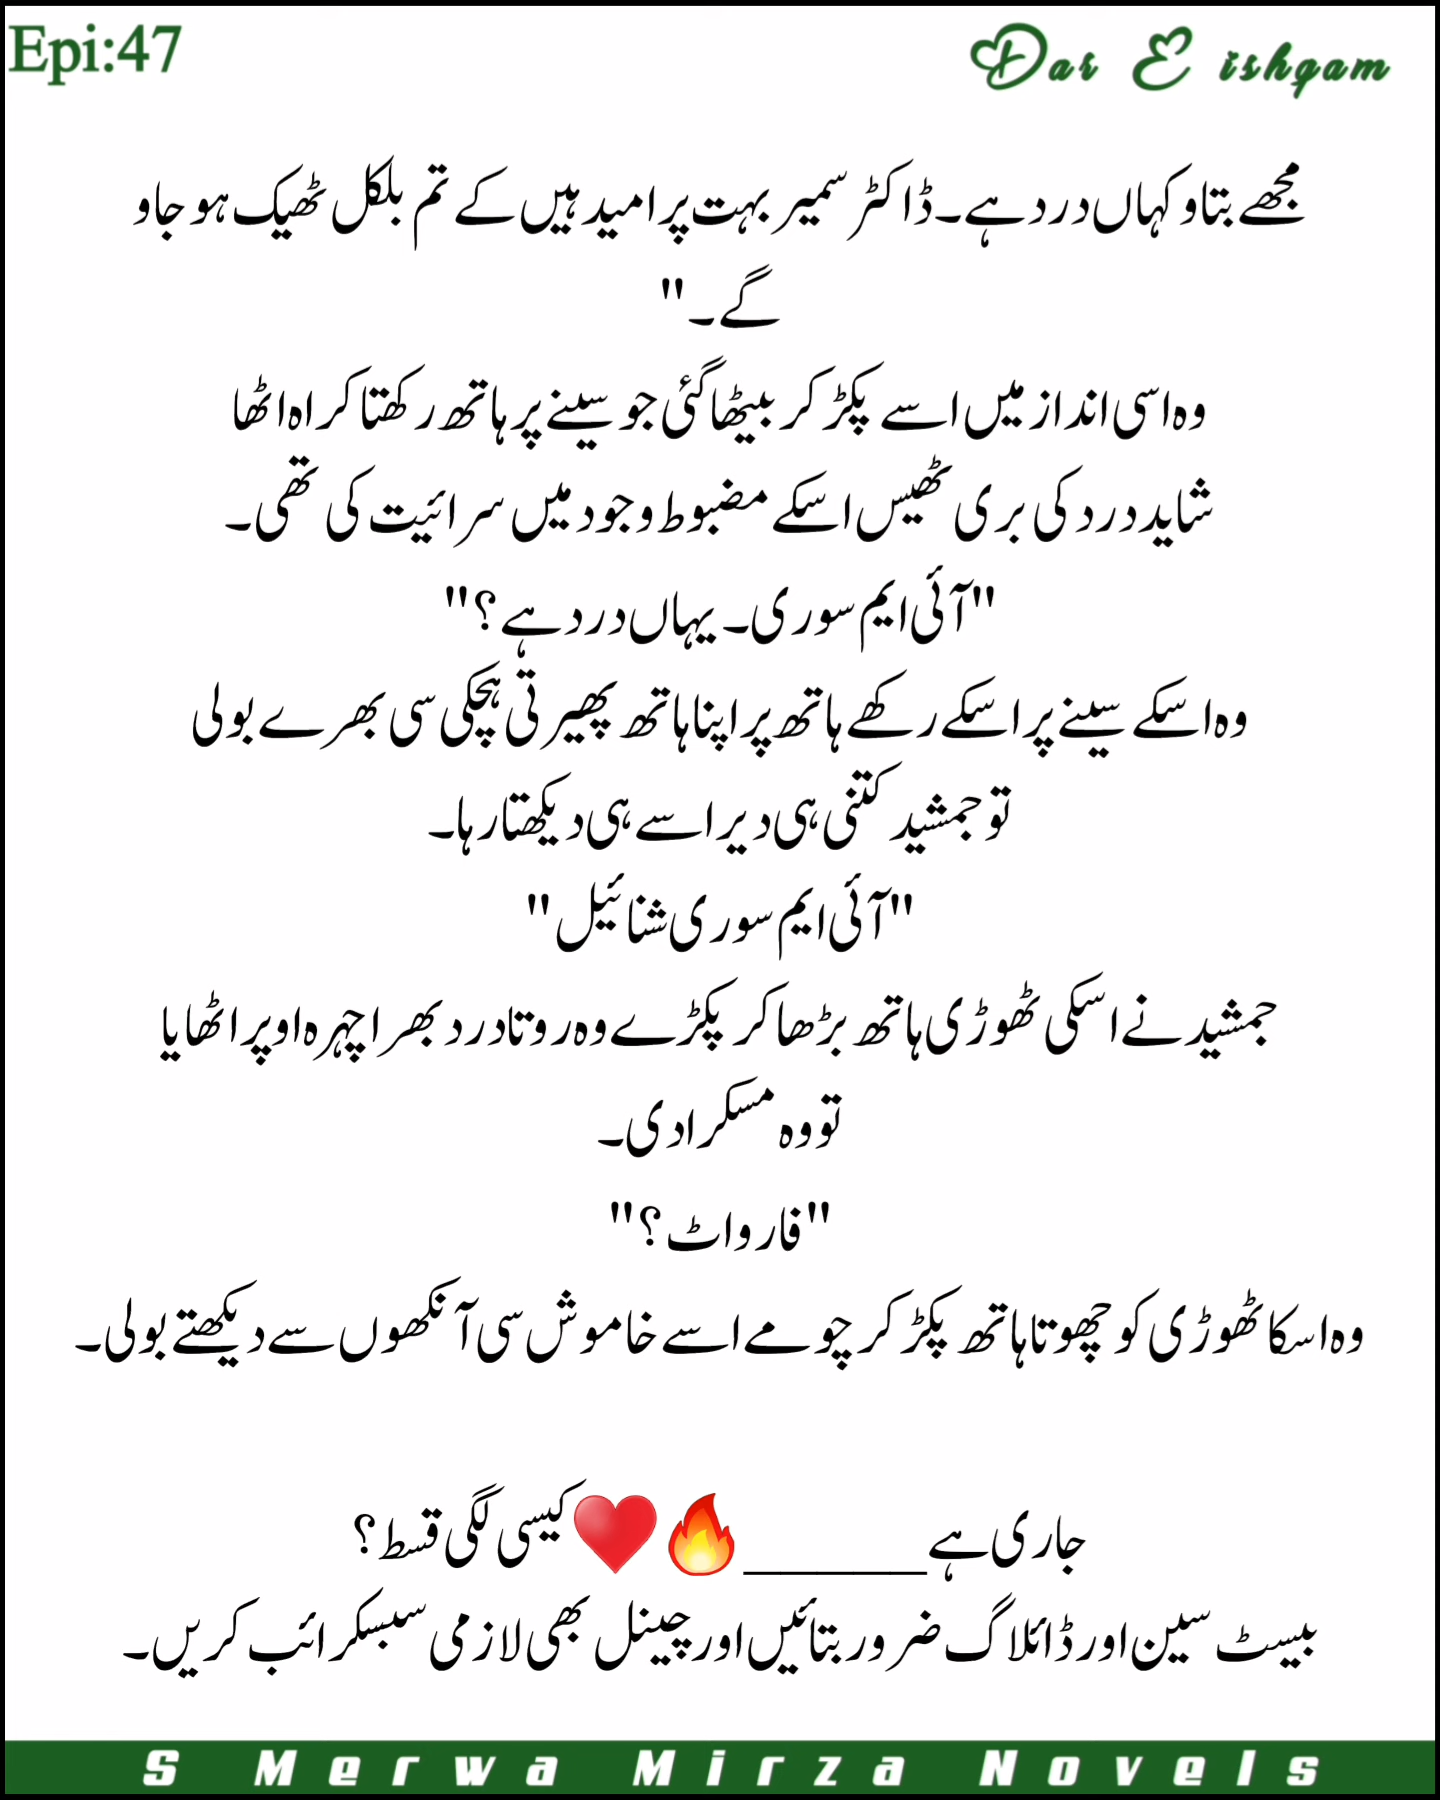 Epi:47
Dar E ishqam
مجھے بتاو کہاں درد ہے۔ ڈاکٹر سمیر بہت پر امید ہیں کے تم بلکل ٹھیک ہو جاو
گے۔"
وہ اسی انداز میں اسے پکڑ کر بیٹھا گئی جو سینے پر ہاتھ رکھتا کراہ اٹھا
شاید درد کی بری ٹھیس اسکے مضبوط وجود میں سرائیت کی تھی۔
"آئی ایم سوری۔ یہاں درد ہے؟"
وہ اسکے سینے پر اسکے رکھے ہاتھ پر اپنا ہاتھ پھیرتی ہچکی سی بھرے بولی
تو جمشید کتنی ہی دیر اسے ہی دیکھتا رہا۔
"آئی ایم سوری شنائیل"
جمشید نے اسکی ٹھوڑی ہاتھ بڑھا کر پکڑے وہ روتا درد بھرا چہرہ اوپر اٹھایا
تو وہ مسکرا دی۔
"فار واٹ؟"
وہ اسکا ٹھوڑی کو چھوتا ہاتھ پکڑ کر چومے اسے خاموش سی آنکھوں سے دیکھتے بولی۔
جاری ہے_______🔥❤️کیسی لگی قسط؟
بیسٹ سین اور ڈائلاگ ضرور بتائیں اور چینل بھی لازمی سبسکرائب کریں۔
S Merwa Mirza Novels